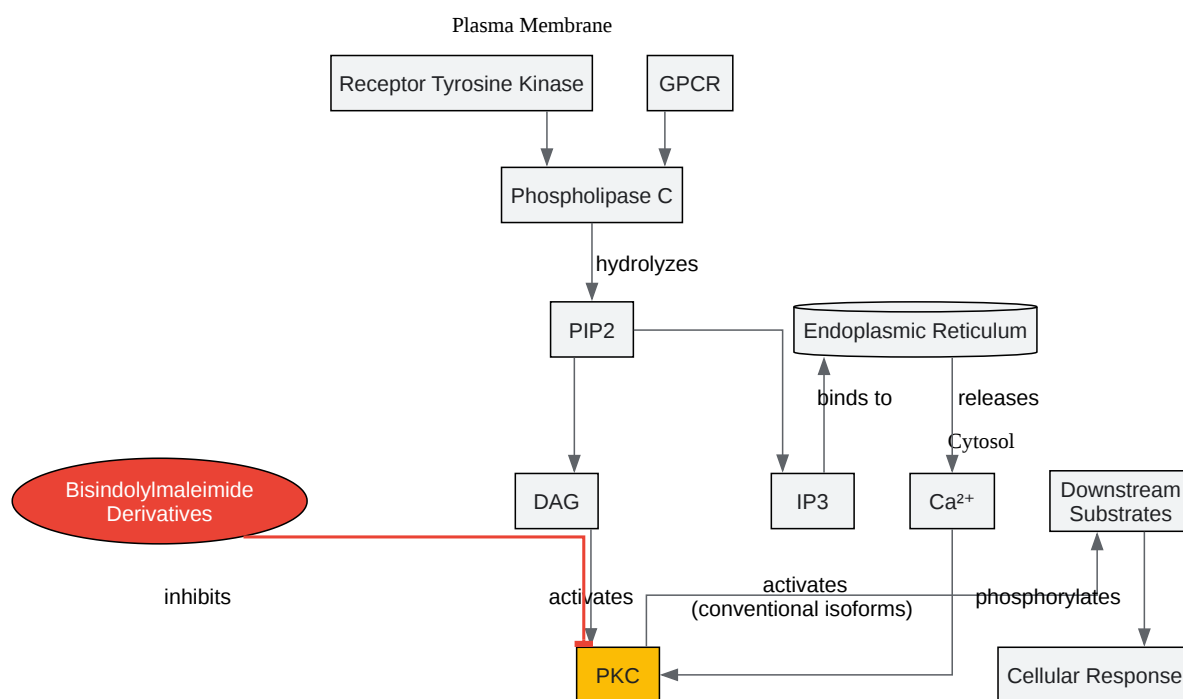 Plasma Membrane
Receptor Tyrosine Kinase
GPCR
Phospholipase C
hydrolyzes
PIP2
Endoplasmic Reticulum
binds to
releases
Cytosol
Bisindolylmaleimide
Derivatives
DAG
IP3
Ca²⁺
Downstream
Substrates
inhibits
activates
activates
(conventional isoforms)
phosphorylates
PKC
Cellular Response